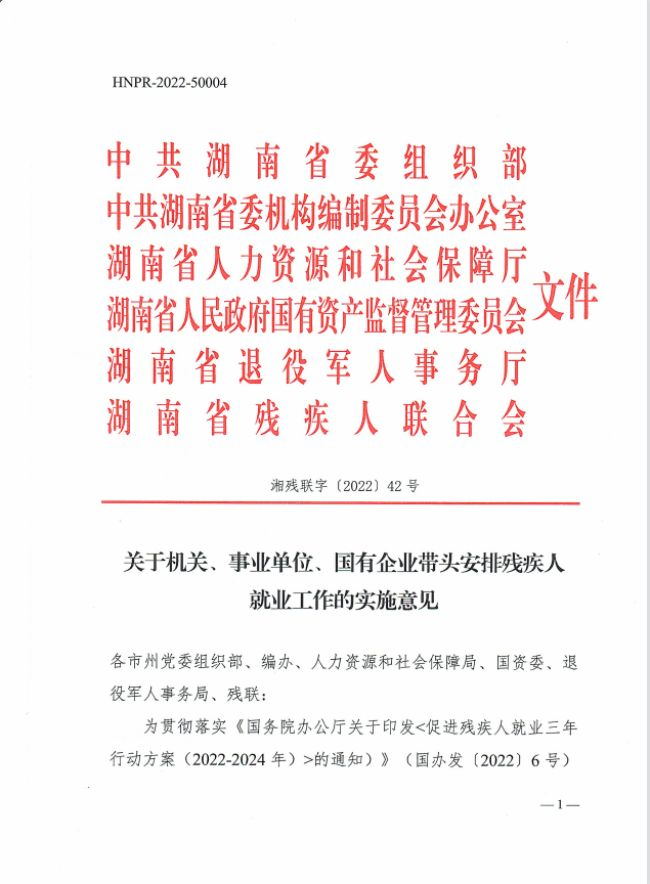 HNPR-2022-50004
中共湖南省委组织部
中共湖南省委机构编制委员会办公室
湖南省人力资源和社会保障厅
湖南省人民政府国有资产监督管理委员会
文件
湖南省退役军人事务厅
湖南省残疾人联合会
湘残联字〔2022〕42 号
关于机关、事业单位、国有企业带头安排残疾人
就业工作的实施意见
各市州党委组织部、编办、人力资源和社会保障局、国资委、退
役军人事务局、残联：
为贯彻落实《国务院办公厅关于印发<促进残疾人就业三年
行动方案（2022-2024 年）>的通知）》（国办发〔2022〕6 号）
—1—